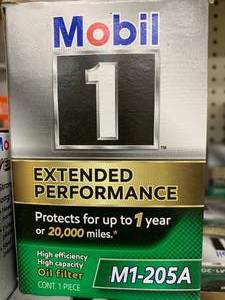 Mobil
1
™
EXTENDED
PERFORMANCE
Protects for up to 1 year
or 20,000 miles.*
High efficiency
High capacity
Oil filter
CONT. 1 PIECE
M1-205A